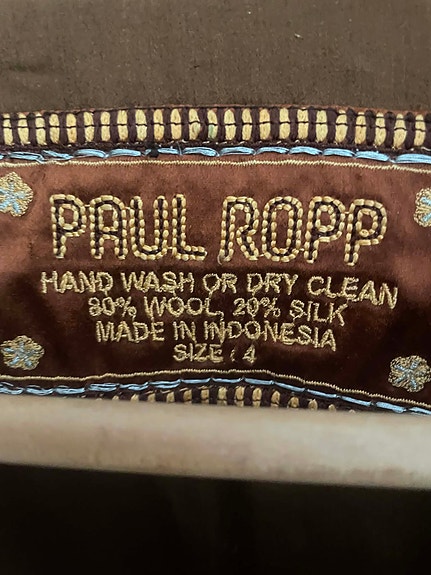 PAUL ROPP
HAND WASH OR DRY CLEAN
80% WOOL, 20% SILK
MADE IN INDONESIA
SIZE : 4